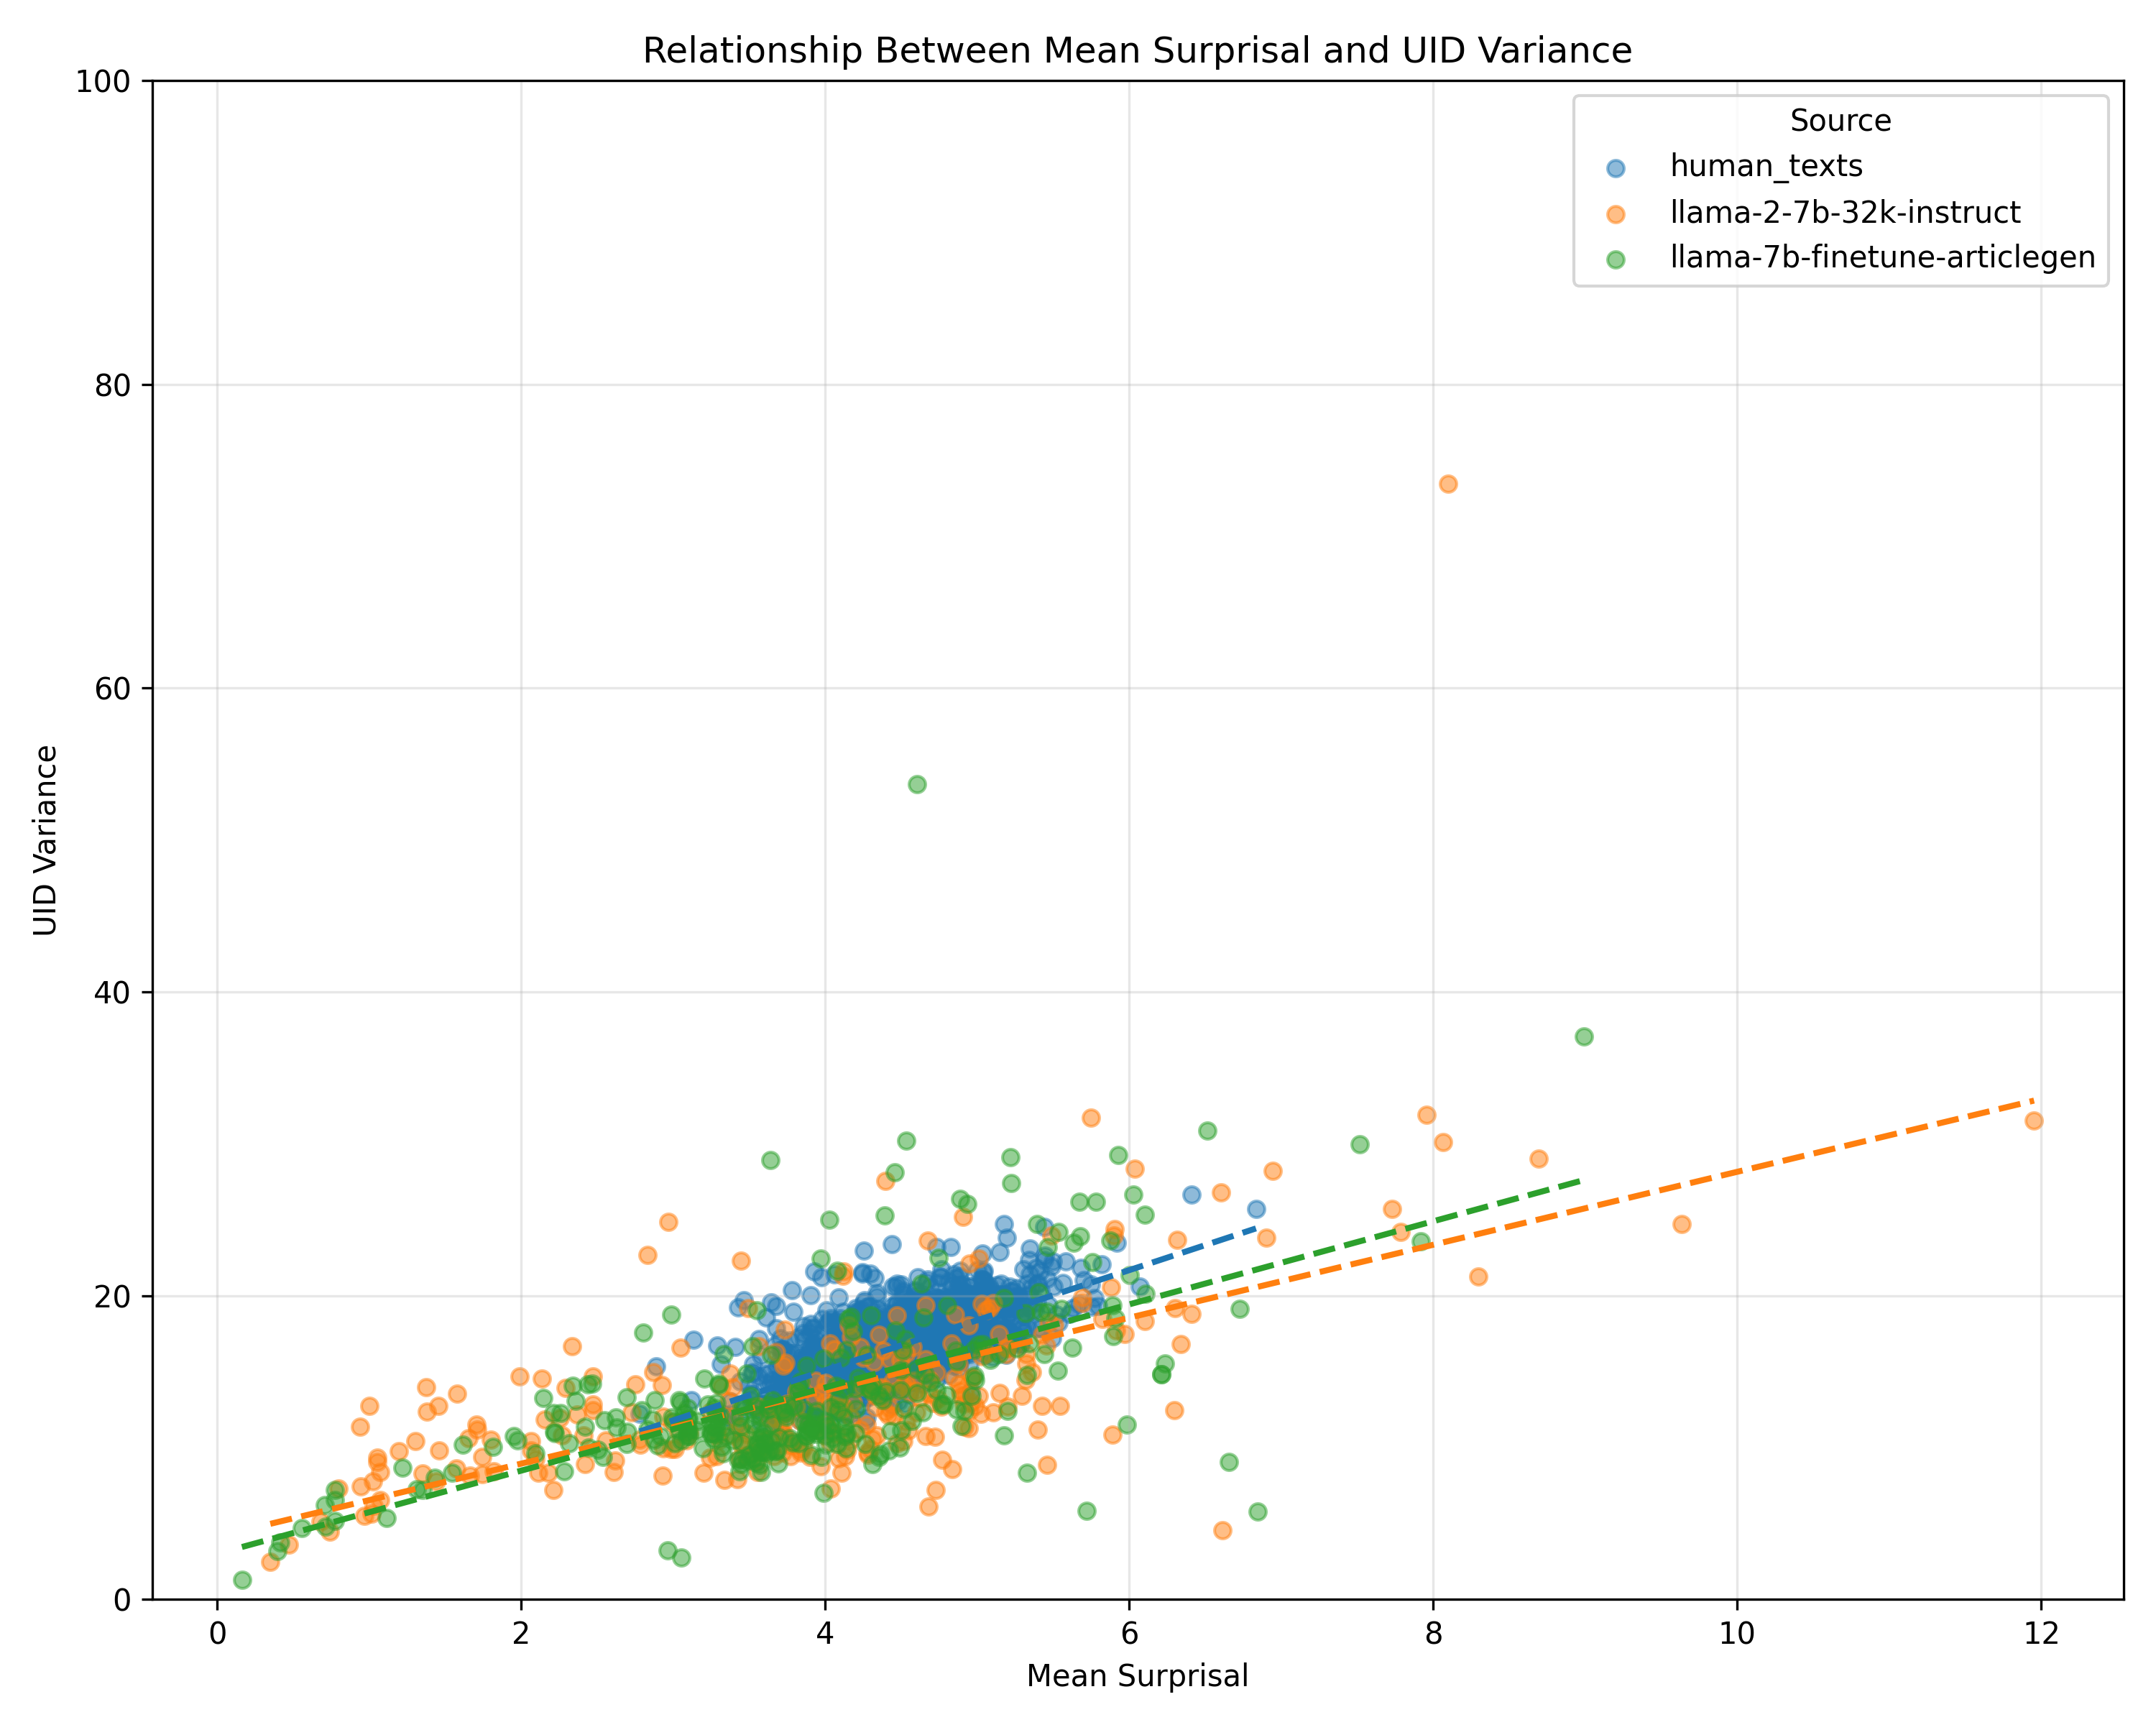 Relationship Between Mean Surprisal and UID Variance
100
80
60
40
20
0
UID Variance
Source
human_texts
llama-2-7b-32k-instruct
llama-7b-finetune-articlegen
0 2 4 6 8 10 12
Mean Surprisal